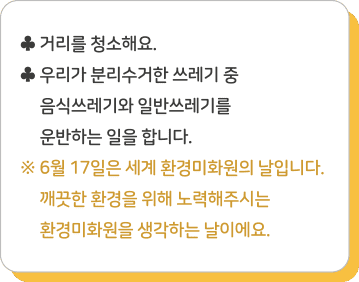 ♣ 거리를 청소해요.
♣ 우리가 분리수거한 쓰레기 중
음식쓰레기와 일반쓰레기를
운반하는 일을 합니다.
※ 6월 17일은 세계 환경미화원의 날입니다.
깨끗한 환경을 위해 노력해주시는
환경미화원을 생각하는 날이에요.